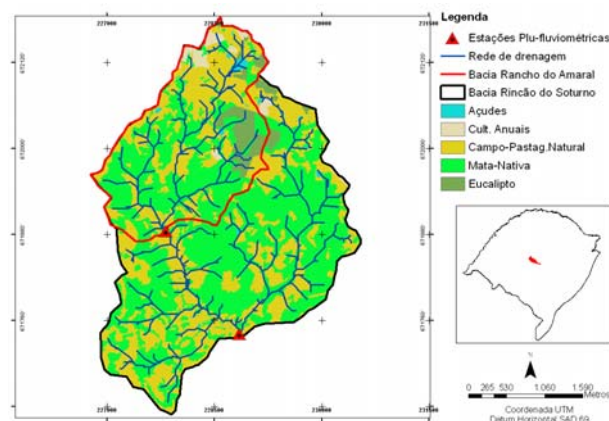 Legenda
Estações Plu-fluviométricas
Rede de drenagem
Bacia Rancho do Amaral
Bacia Rincão do Soturno
Açudes
Cult. Anuais
Campo-Pastag.Natural
Mata-Nativa
Eucalipto
N
0 265 530 1.060 1.590
Metros
Coordenada UTM
Datum Horizontal SAD 69